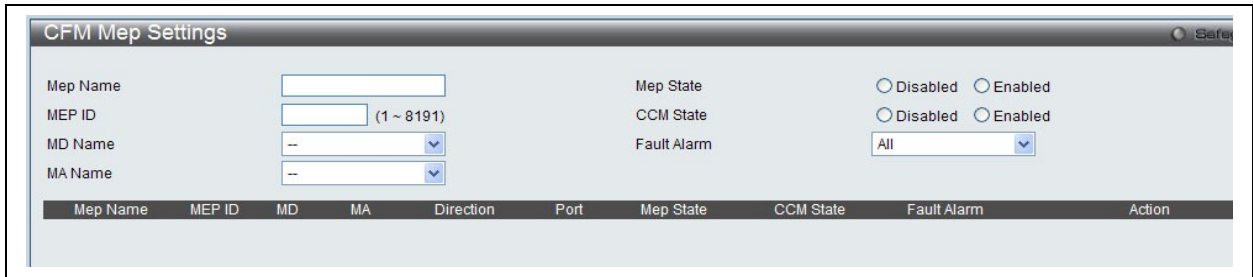 CFM Mep Settings
Mep Name
MEP ID (1 ~ 8191)
MD Name --
MA Name --
Mep State Disabled Enabled
CCM State Disabled Enabled
Fault Alarm All
Mep Name MEP ID MD MA Direction Port Mep State CCM State Fault Alarm Action